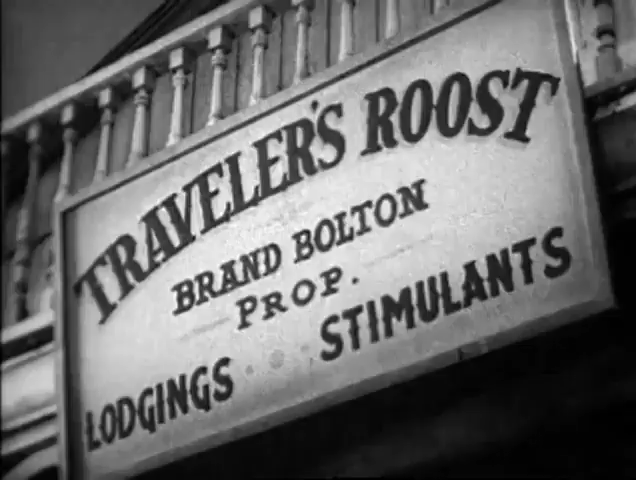 TRAVELER'S ROOST
BRAND BOLTON
PROP.
LODGINGS STIMULANTS